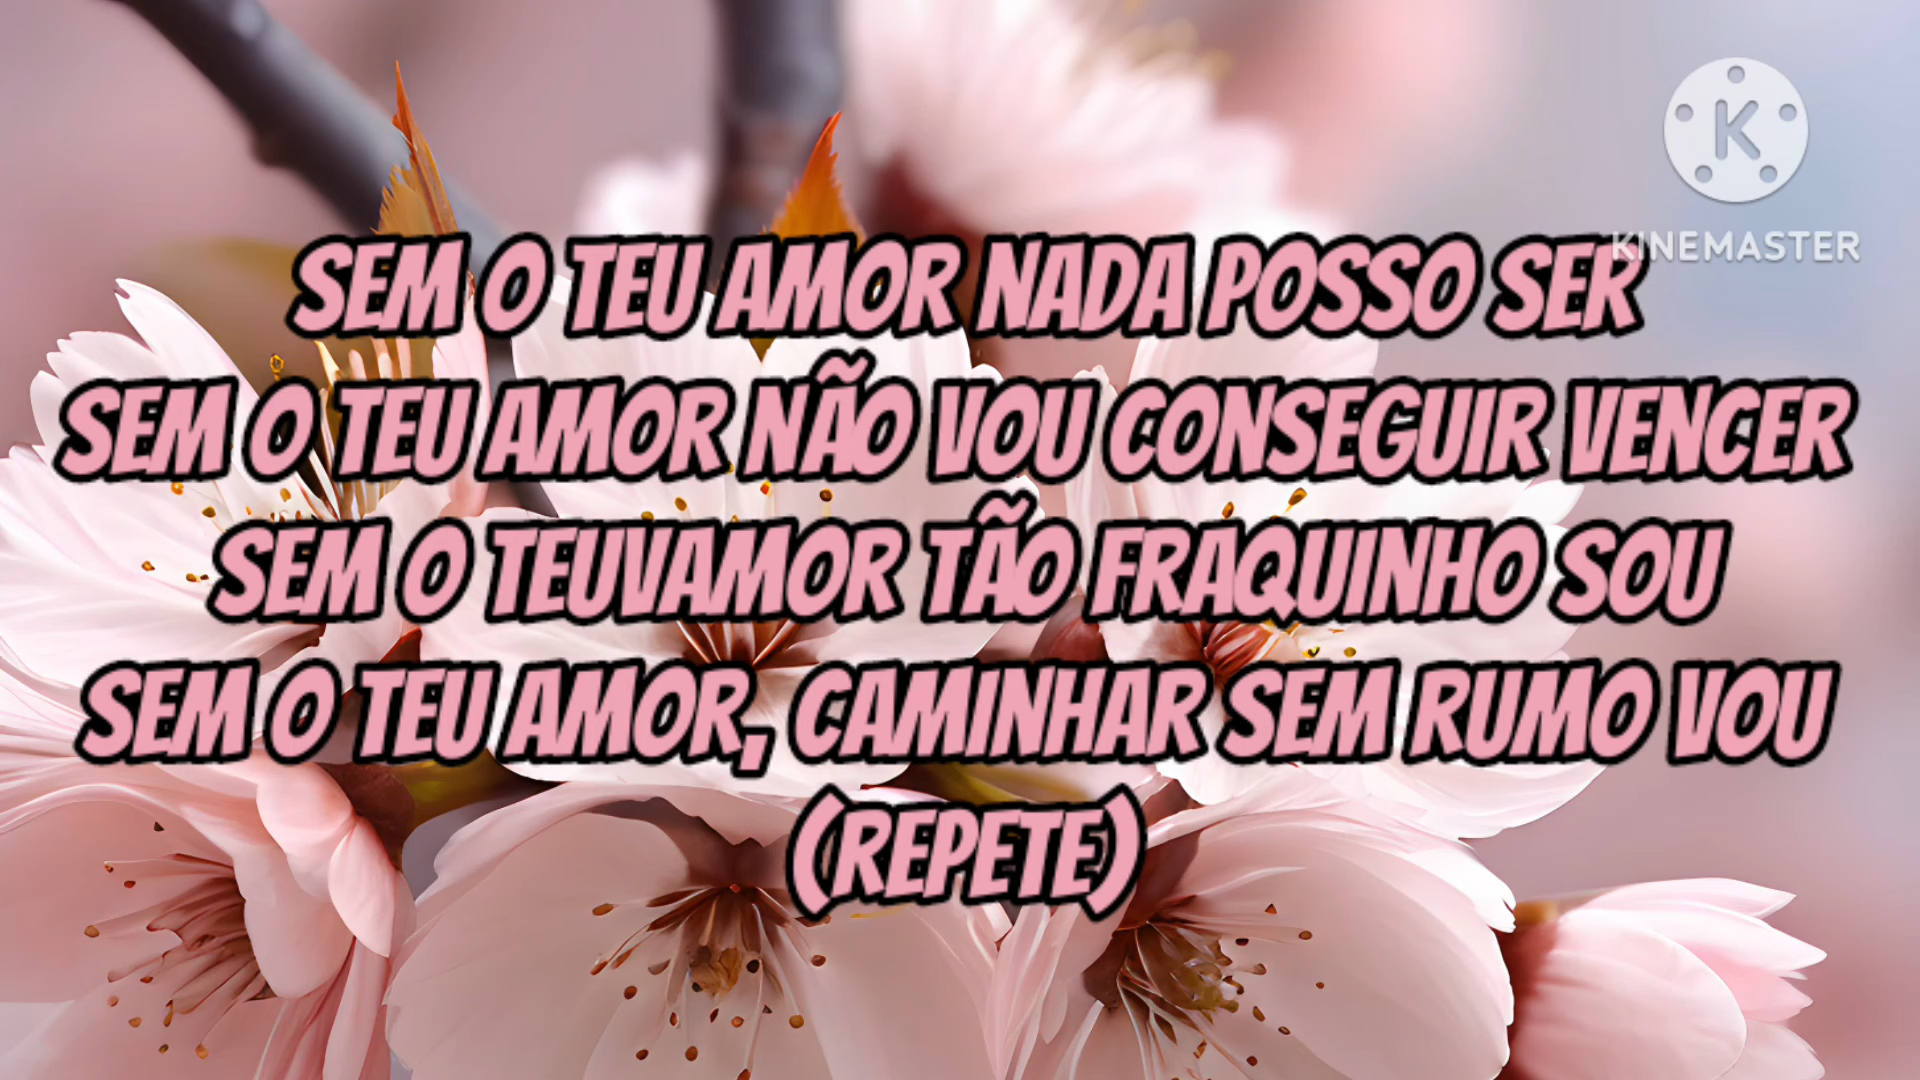 K
KINEMASTER
SEM O TEU AMOR NADA POSSO SER
SEM O TEU AMOR NÃO VOU CONSEGUIR VENCER
SEM O TEUVAMOR TÃO FRAQUINHO SOU
SEM O TEU AMOR, CAMINHAR SEM RUMO VOU
(REPETE)